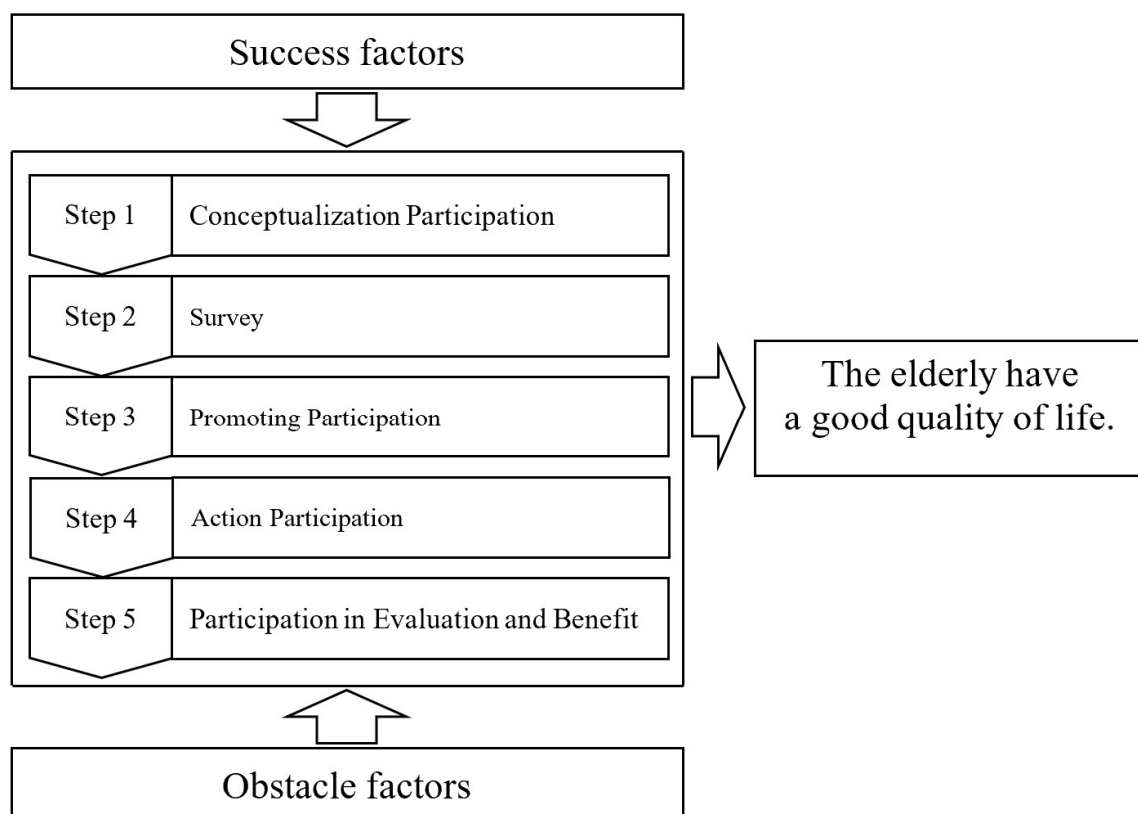 Success factors
Step 1
Conceptualization Participation
Step 2
Survey
Step 3
Promoting Participation
Step 4
Action Participation
Step 5
Participation in Evaluation and Benefit
The elderly have
a good quality of life.
Obstacle factors